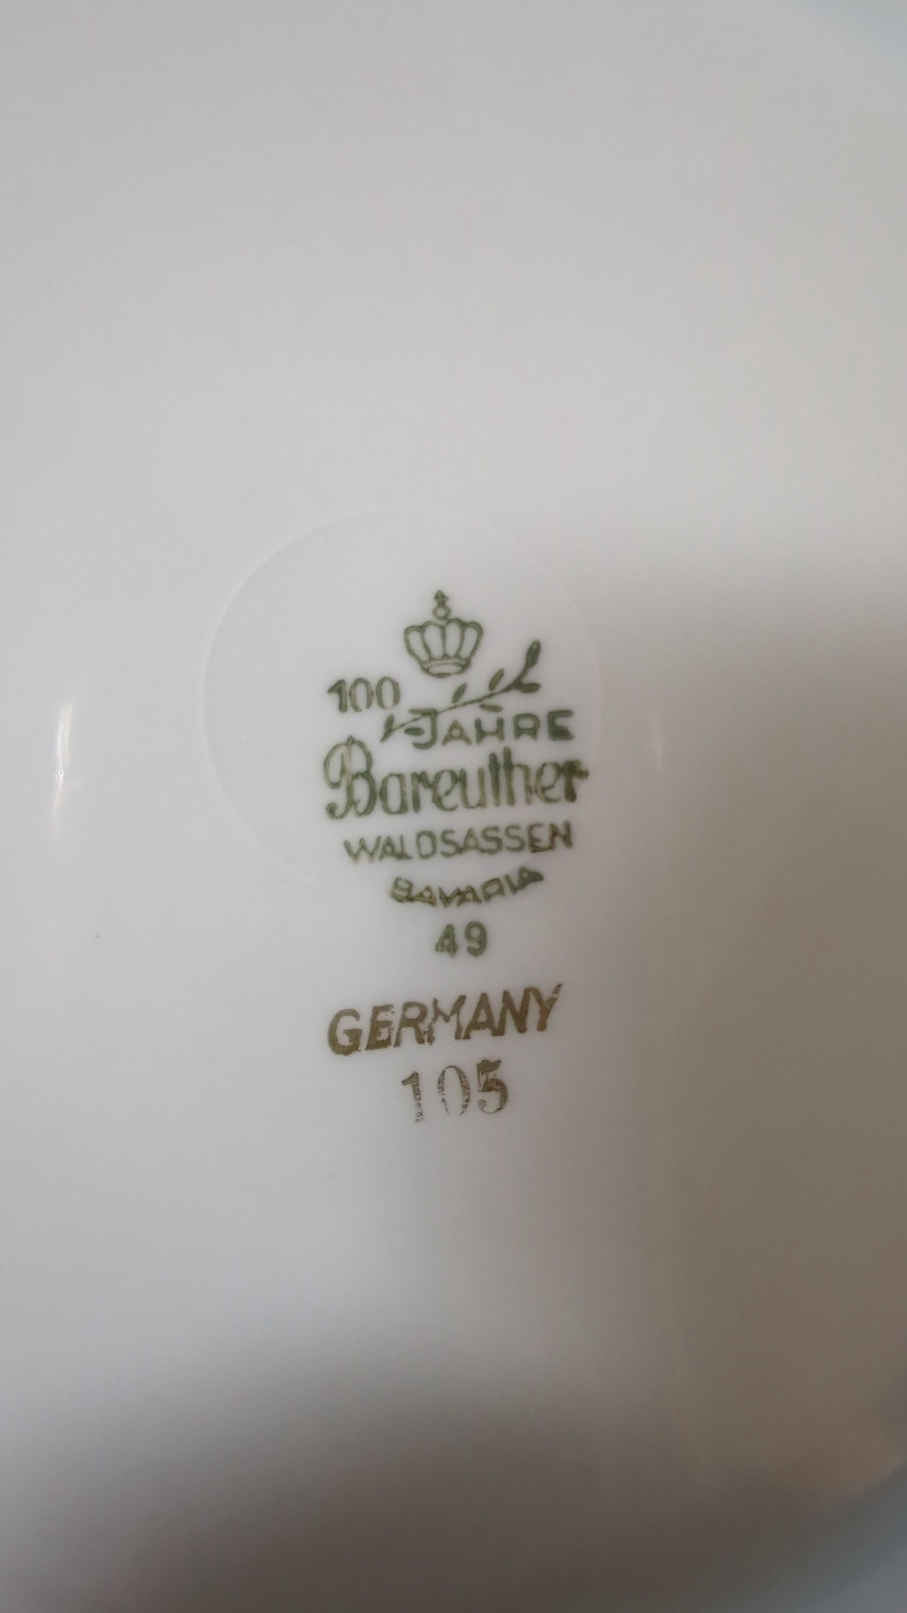 100
JAHRE
Bareuther
WALDSASSEN
BAVARIA
49
GERMANY
105